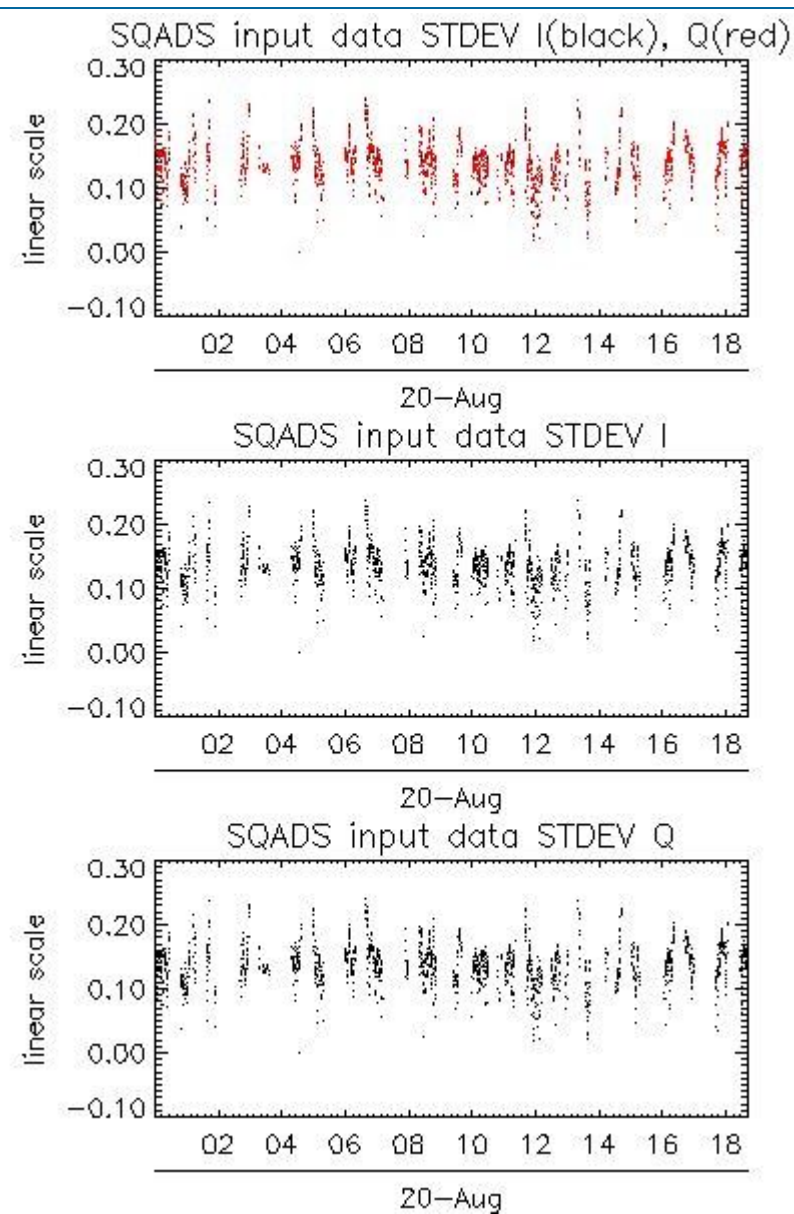 SQADS input data STDEV I(black), Q(red)
0.30
0.20
0.10
0.00
-0.10
linear scale
02 04 06 08 10 12 14 16 18
20-Aug
SQADS input data STDEV I
0.30
0.20
0.10
0.00
-0.10
linear scale
02 04 06 08 10 12 14 16 18
20-Aug
SQADS input data STDEV Q
0.30
0.20
0.10
0.00
-0.10
linear scale
02 04 06 08 10 12 14 16 18
20-Aug